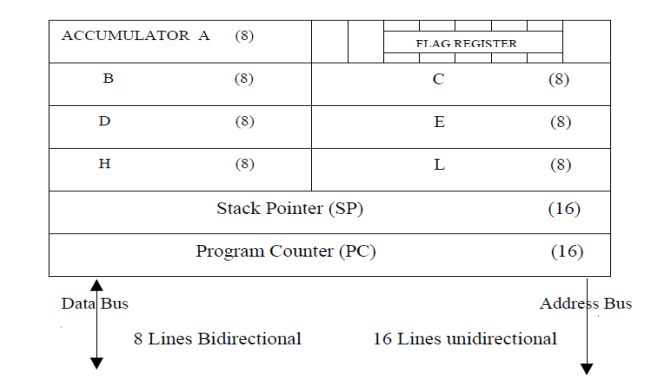 ACCUMULATOR A (8) FLAG REGISTER
B (8) C (8)
D (8) E (8)
H (8) L (8)
Stack Pointer (SP) (16)
Program Counter (PC) (16)
Data Bus Address Bus
8 Lines Bidirectional 16 Lines unidirectional